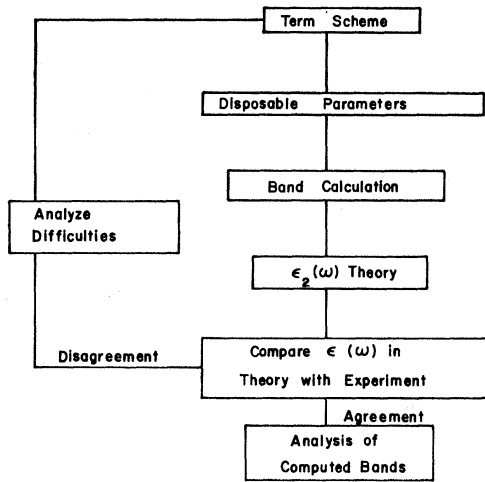 Term Scheme
Disposable Parameters
Band Calculation
Analyze
Difficulties
ϵ₂(ω) Theory
Compare ϵ (ω) in
Theory with Experiment
Disagreement
Agreement
Analysis of
Computed Bands